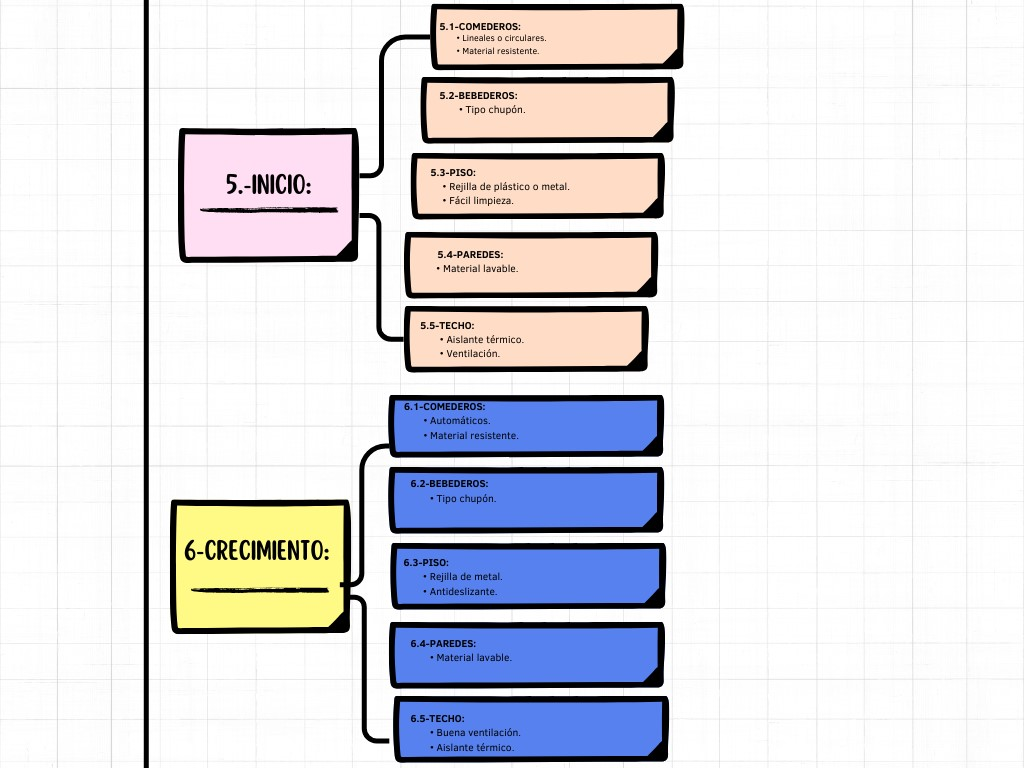 5.-INICIO:
5.1-COMEDEROS:
• Lineales o circulares.
• Material resistente.
5.2-BEBEDEROS:
• Tipo chupón.
5.3-PISO:
• Rejilla de plástico o metal.
• Fácil limpieza.
5.4-PAREDES:
• Material lavable.
5.5-TECHO:
• Aislante térmico.
• Ventilación.
6-CRECIMIENTO:
6.1-COMEDEROS:
• Automáticos.
• Material resistente.
6.2-BEBEDEROS:
• Tipo chupón.
6.3-PISO:
• Rejilla de metal.
• Antideslizante.
6.4-PAREDES:
• Material lavable.
6.5-TECHO:
• Buena ventilación.
• Aislante térmico.